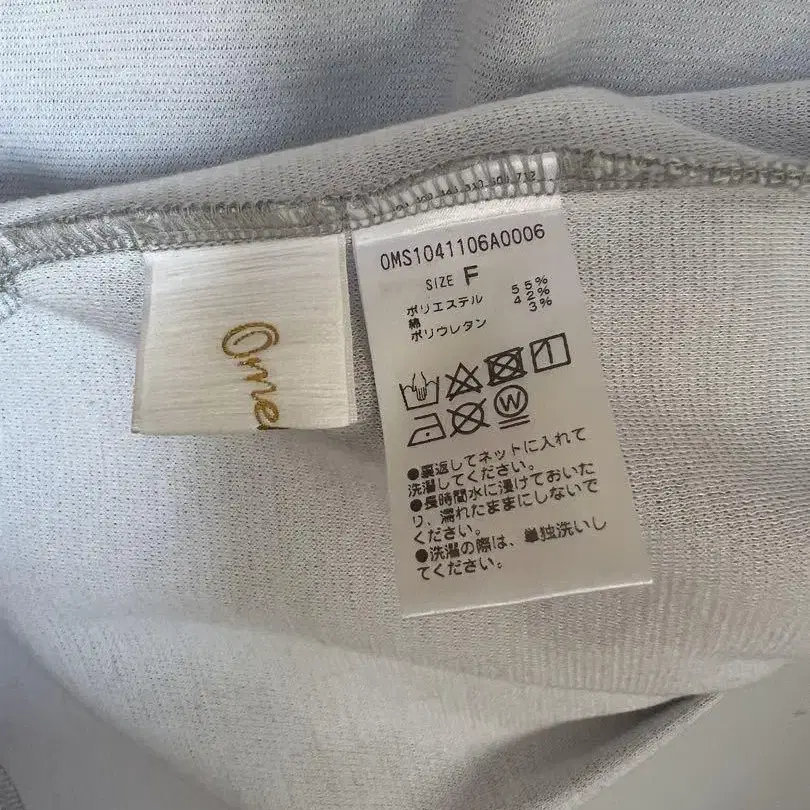 OMS1041106A0006
SIZE F
ポリエステル 55%
綿 42%
ポリウレタン 3%
W
●裏返してネットに入れて
洗濯してください。
●長時間水に浸けておいた
り、濡れたままにしないで
ください。
●洗濯の際は、単独洗いし
てください。